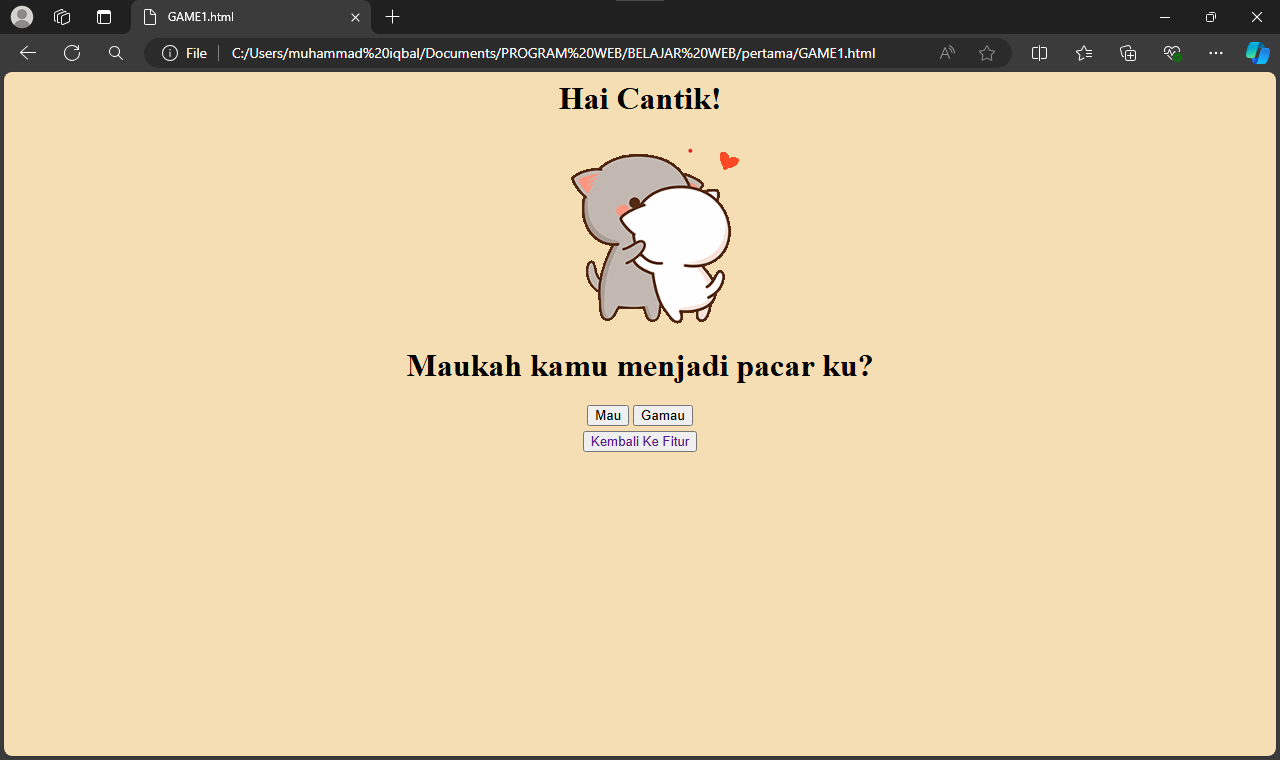 GAME1.html
File C:/Users/muhammad%20iqbal/Documents/PROGRAM%20WEB/BELAJAR%20WEB/pertama/GAME1.html
Hai Cantik!
Maukah kamu menjadi pacar ku?
Mau Gamau
Kembali Ke Fitur